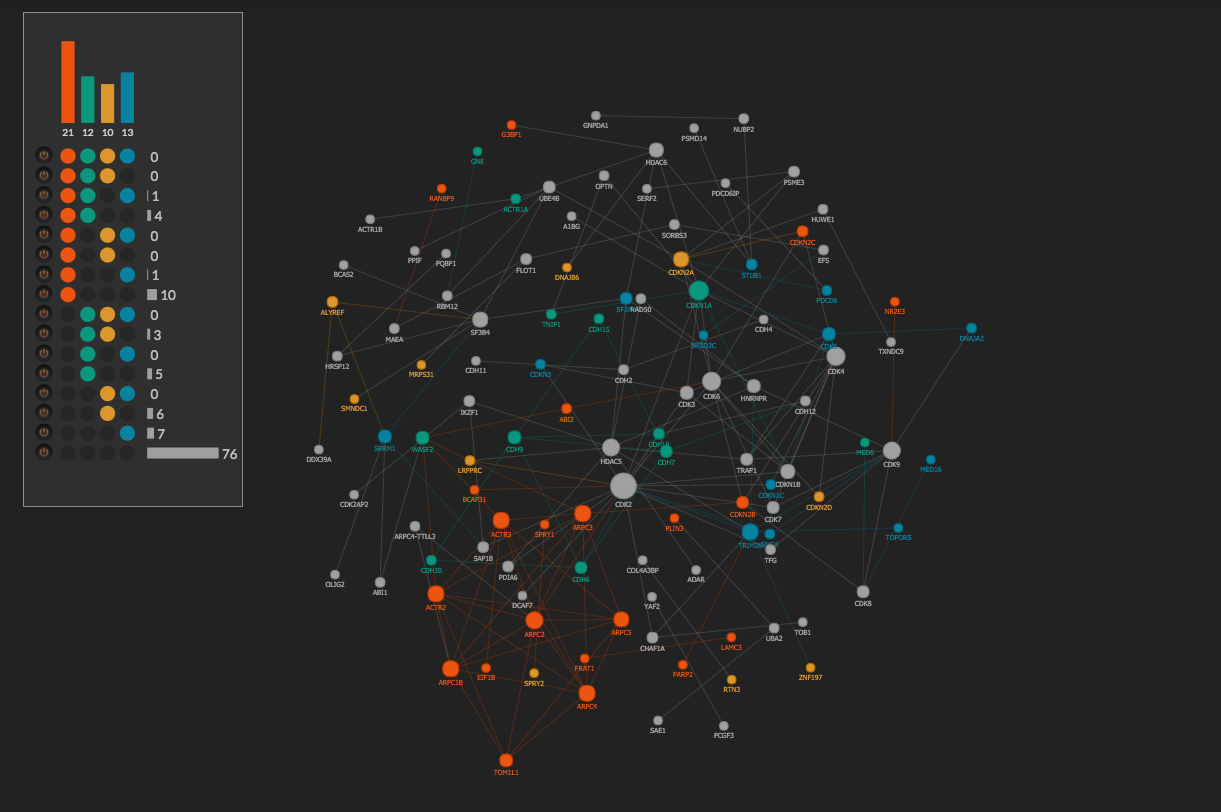 21 12 10 13
0
0
1
4
0
0
1
10
0
3
0
5
0
6
7
76
GNPDA1
NUBP2
G3BP1
PSMD14
GNE
HDAC6
OPTN
PSME3
RANBP9
UBE4B
SERF2
PDCD6IP
ACTR1A
ACTR1B
A1BG
HUWE1
SORBS3
CDKN2C
PPIF
PQBP1
EFS
BCAS2
FLOT1
DNAJB6
CDKN2A
STUB1
RBM12
CDKN1A
PDCD6
ALYREF
RAD50
NR2E3
TNIP1
CDH15
CDH4
MAEA
SF3B4
DNAJA2
TXNDC9
HRSP12
MRPS31
CDH11
CDKN3
CDH2
CDK4
CDK3
CDK6
HNRNPR
SMNDC1
IKZF1
ABI2
CDH12
WASF2
CDH9
CDH7
MED6
DDX39A
LRPPRC
HDAC5
TRAP1
CDK9
MED16
CDKN1B
CDKN1C
BCAP31
CDK2
CDKN2D
CDK2AP2
CDKN2B
CDK7
ARPC4-TTLL3
ACTR3
SPRY1
ARPC3
PLIN3
TOPORS
SAP18
TFG
CDH10
PDIA6
CDH6
COL4A3BP
ADAR
OLIG2
ABI1
ACTR2
DCAF7
YAF2
CDK8
ARPC2
ARPC5
CHAF1A
LAMC3
UBA2
TOB1
ARPC1B
EIF1B
SPRY2
FRAT1
PARP2
RTN3
ZNF197
ARPC4
SAE1
PCGF3
TOM1L1